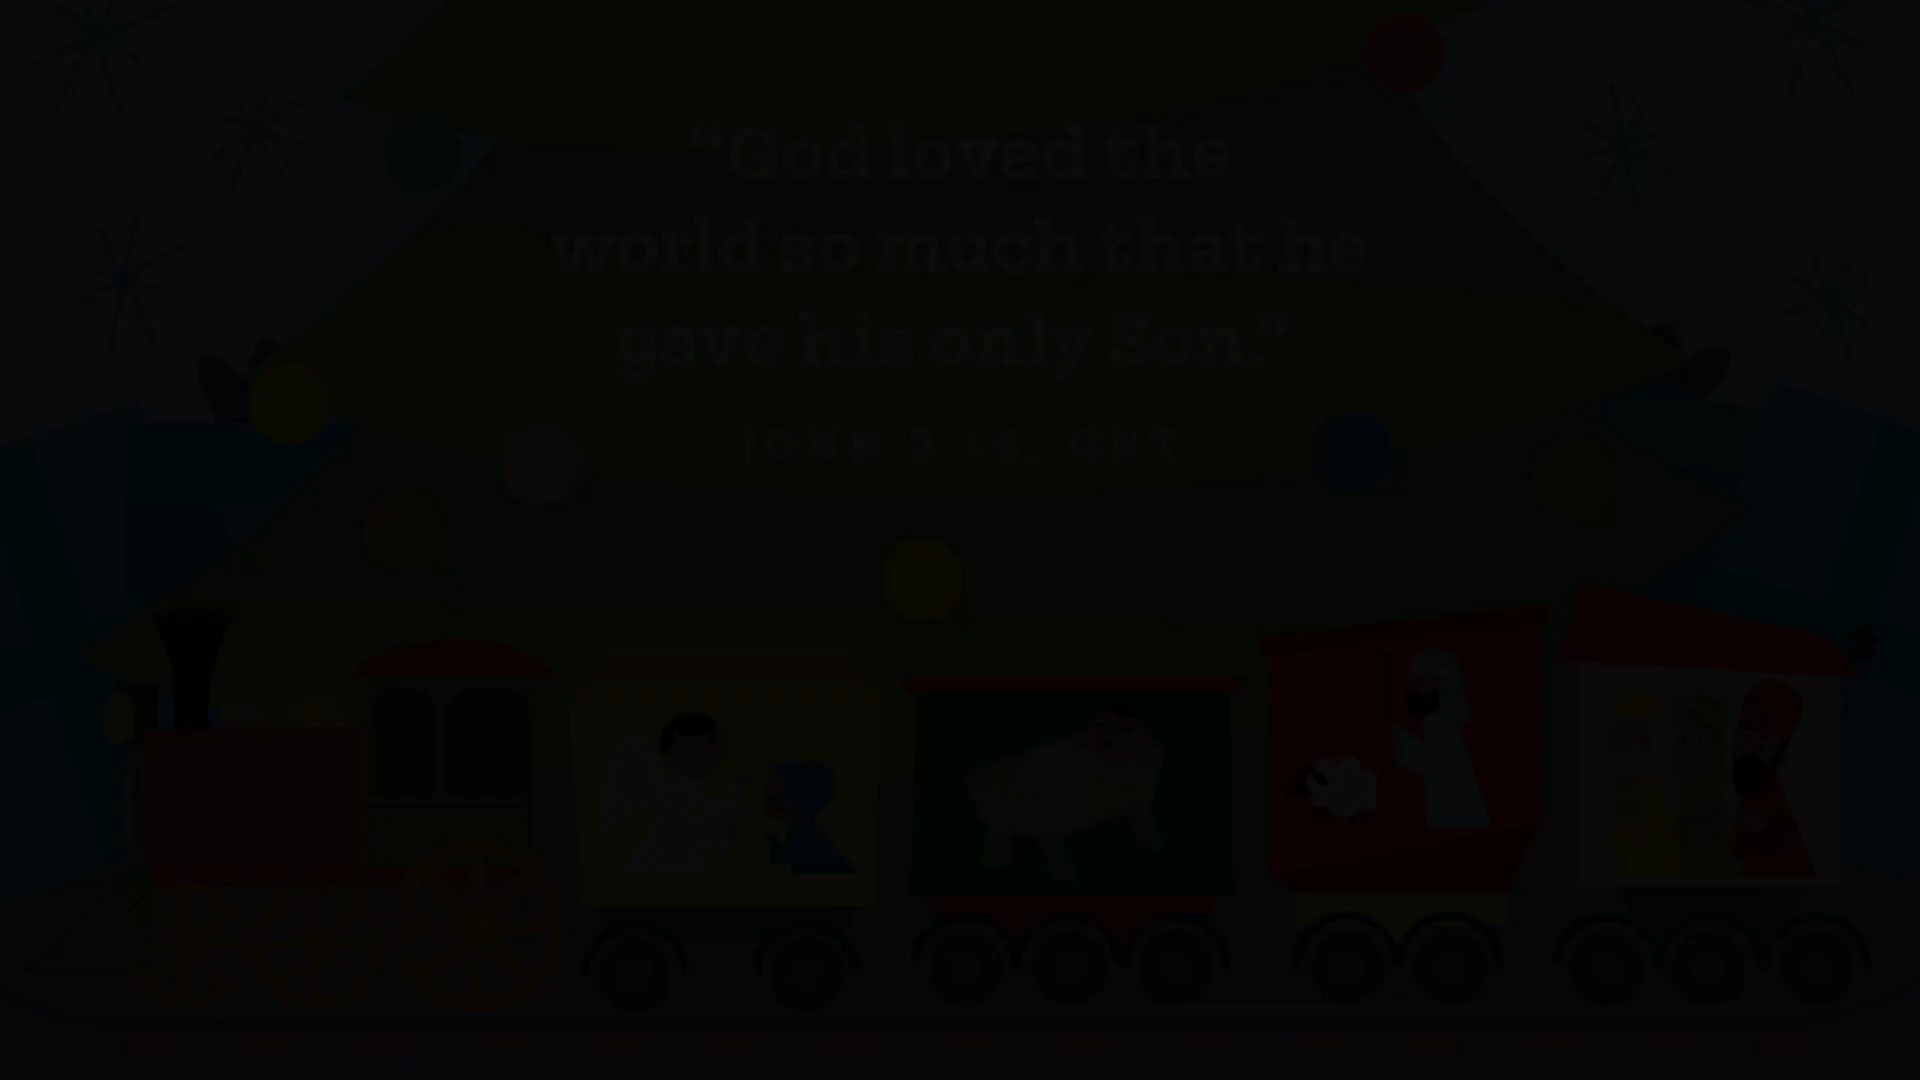 “God loved the
world so much that he
gave his only Son.”
JOHN 3:16, GNT